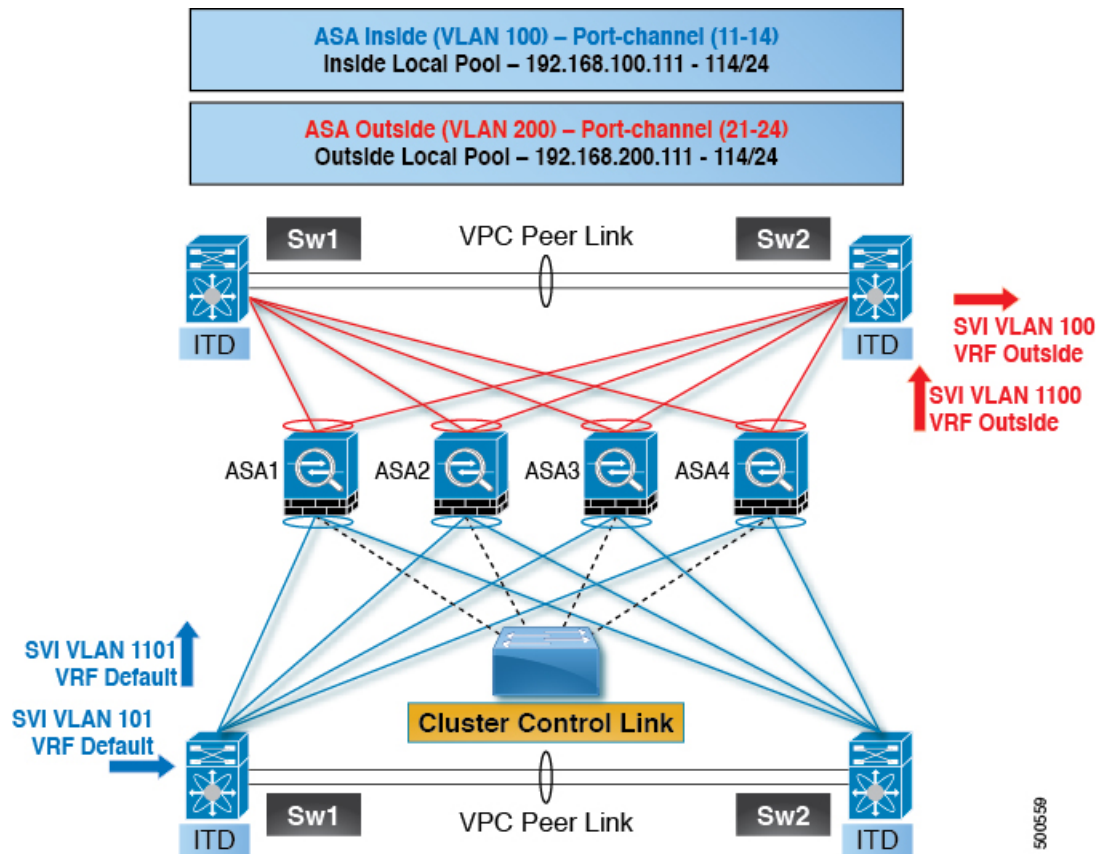 ASA Inside (VLAN 100) – Port-channel (11-14)
Inside Local Pool – 192.168.100.111 - 114/24
ASA Outside (VLAN 200) – Port-channel (21-24)
Outside Local Pool – 192.168.200.111 - 114/24
Sw1
VPC Peer Link
Sw2
ITD
ITD
SVI VLAN 100
VRF Outside
SVI VLAN 1100
VRF Outside
ASA1
ASA2
ASA3
ASA4
SVI VLAN 1101
VRF Default
SVI VLAN 101
VRF Default
Cluster Control Link
Sw1
VPC Peer Link
Sw2
ITD
ITD
500559